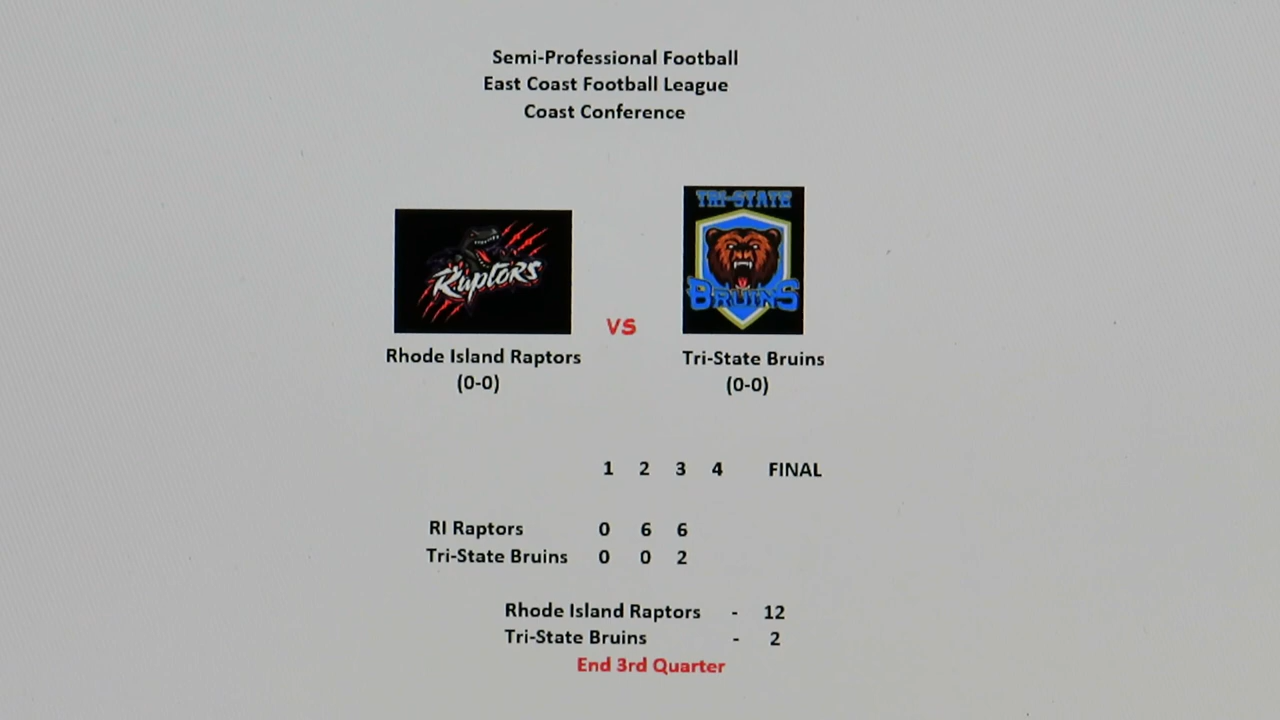 Semi-Professional Football
East Coast Football League
Coast Conference
TRI-STATE
Raptors
BRUINS
VS
Rhode Island Raptors
Tri-State Bruins
(0-0)
(0-0)
1 2 3 4 FINAL
RI Raptors 0 6 6
Tri-State Bruins 0 0 2
Rhode Island Raptors - 12
Tri-State Bruins - 2
End 3rd Quarter